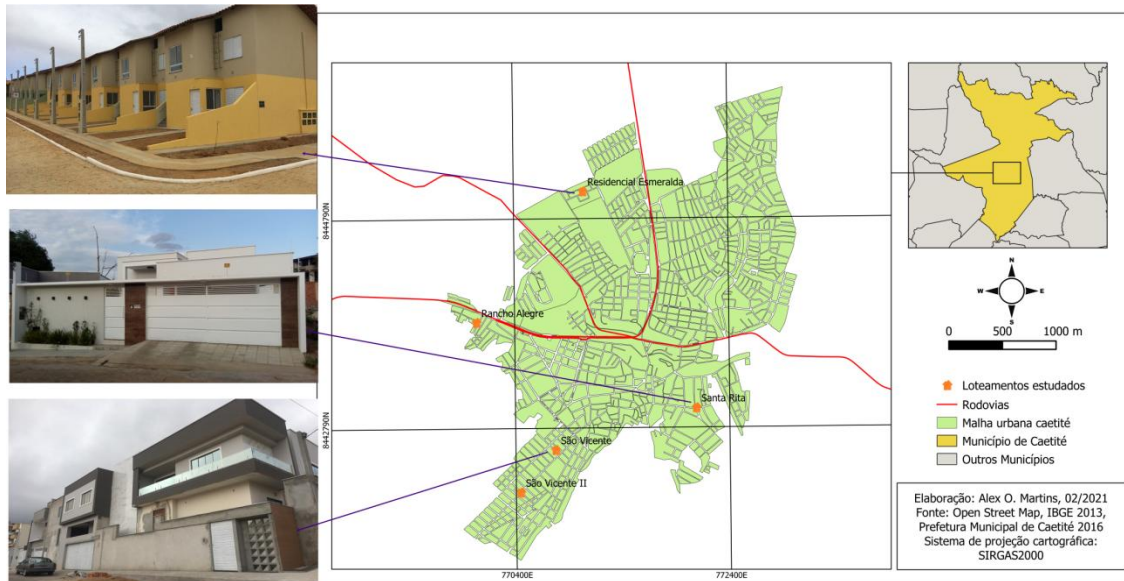 Residencial Esmeralda
8444790N
Rancho Alegre
Santa Rita
8442790N
São Vicente
São Vicente II
770400E
772400E
N
W
E
S
0 500 1000 m
Loteamentos estudados
Rodovias
Malha urbana caetité
Município de Caetité
Outros Municípios
Elaboração: Alex O. Martins, 02/2021
Fonte: Open Street Map, IBGE 2013,
Prefetura Municipal de Caetité 2016
Sistema de projeção cartográfica:
SIRGAS2000